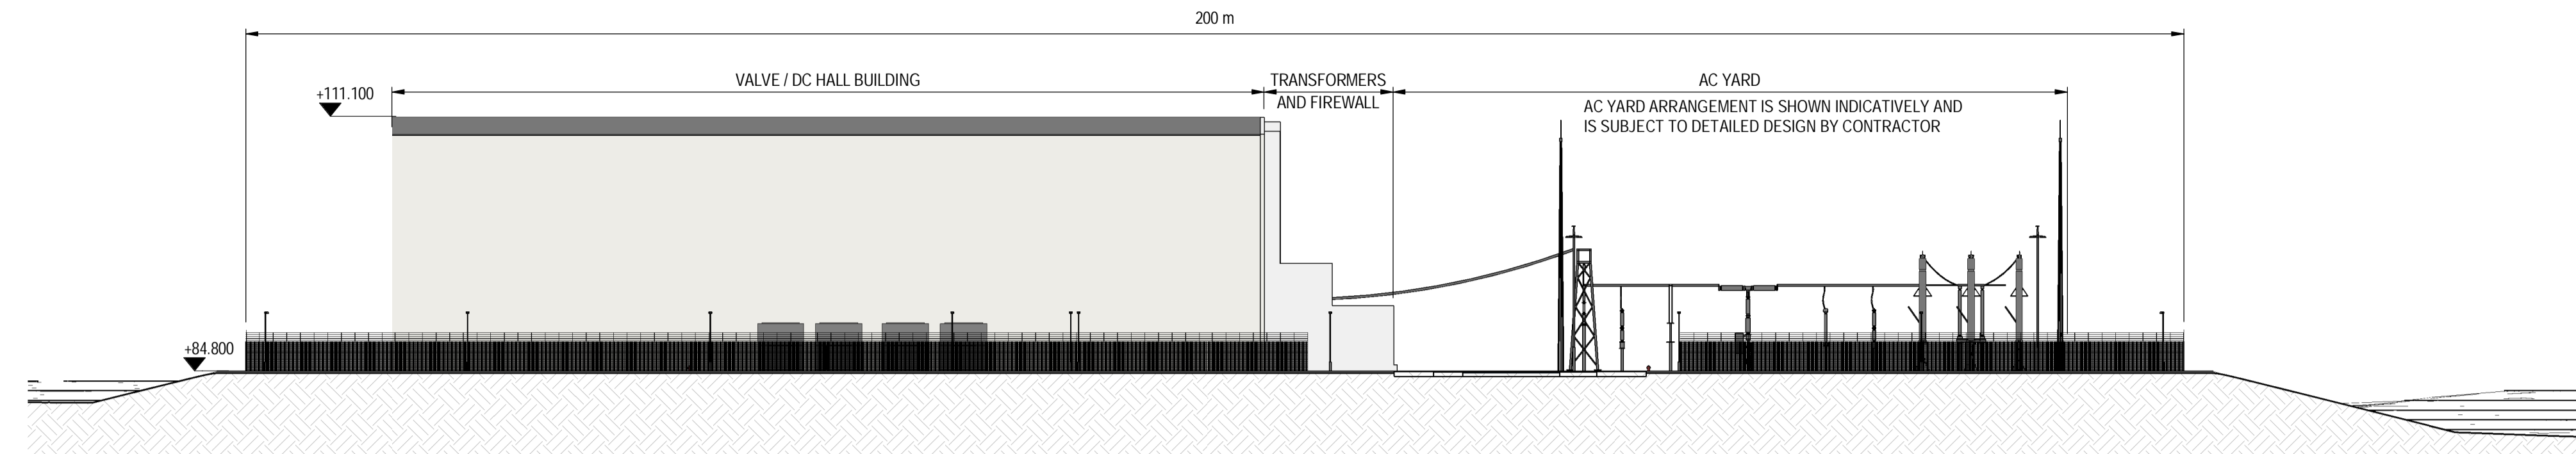 200 m
VALVE / DC HALL BUILDING
TRANSFORMERS
AND FIREWALL
AC YARD
AC YARD ARRANGEMENT IS SHOWN INDICATIVELY AND
IS SUBJECT TO DETAILED DESIGN BY CONTRACTOR
+111.100
+84.800